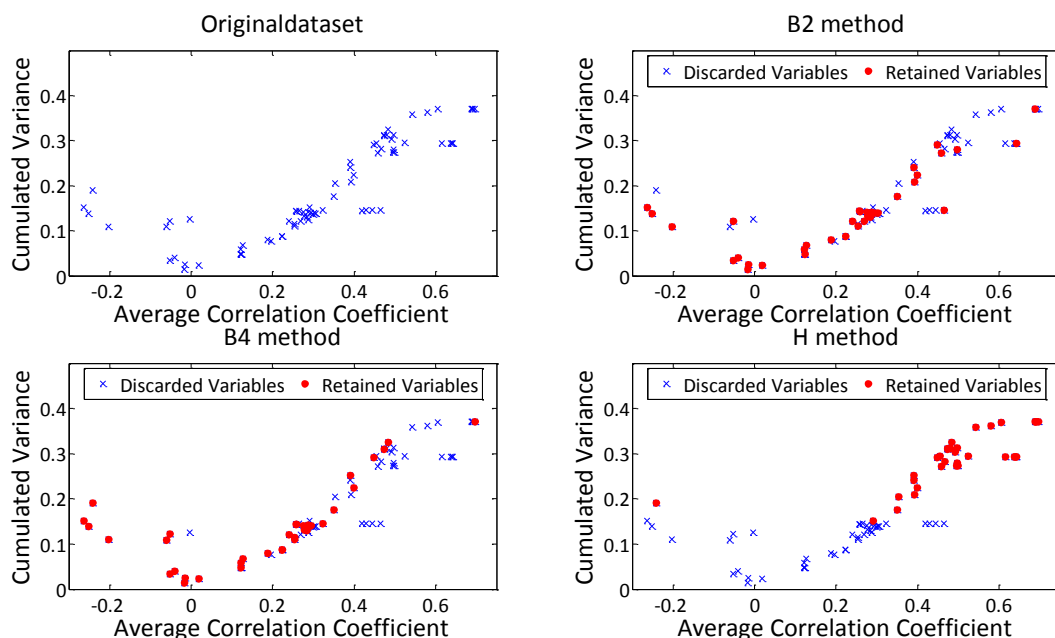 Originaldataset
B2 method
Cumulated Variance
0.4
0.3
0.2
0.1
0
-0.2 0 0.2 0.4 0.6
Average Correlation Coefficient
Discarded Variables Retained Variables
Cumulated Variance
0.4
0.3
0.2
0.1
0
-0.2 0 0.2 0.4 0.6
Average Correlation Coefficient
B4 method
H method
Discarded Variables Retained Variables
Cumulated Variance
0.4
0.3
0.2
0.1
0
-0.2 0 0.2 0.4 0.6
Average Correlation Coefficient
Discarded Variables Retained Variables
Cumulated Variance
0.4
0.3
0.2
0.1
0
-0.2 0 0.2 0.4 0.6
Average Correlation Coefficient